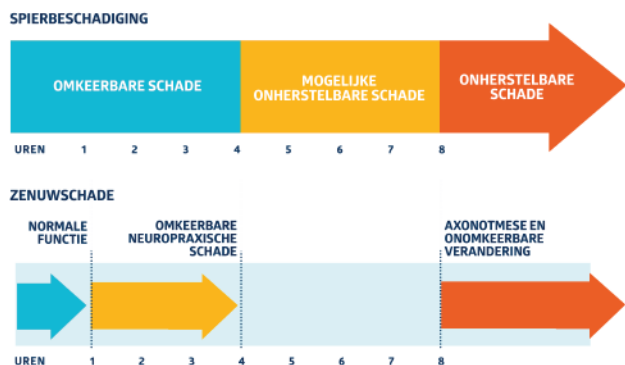 SPIERBESCHADIGING
OMKEERBARE SCHADE
MOGELIJKE
ONHERSTELBARE SCHADE
ONHERSTELBARE
SCHADE
UREN 1 2 3 4 5 6 7 8
ZENUWSCHADE
NORMALE
FUNCTIE
OMKEERBARE
NEUROPRAXISCHE
SCHADE
AXONOTMESE EN
ONOMKEERBARE
VERANDERING
UREN 1 2 3 4 5 6 7 8